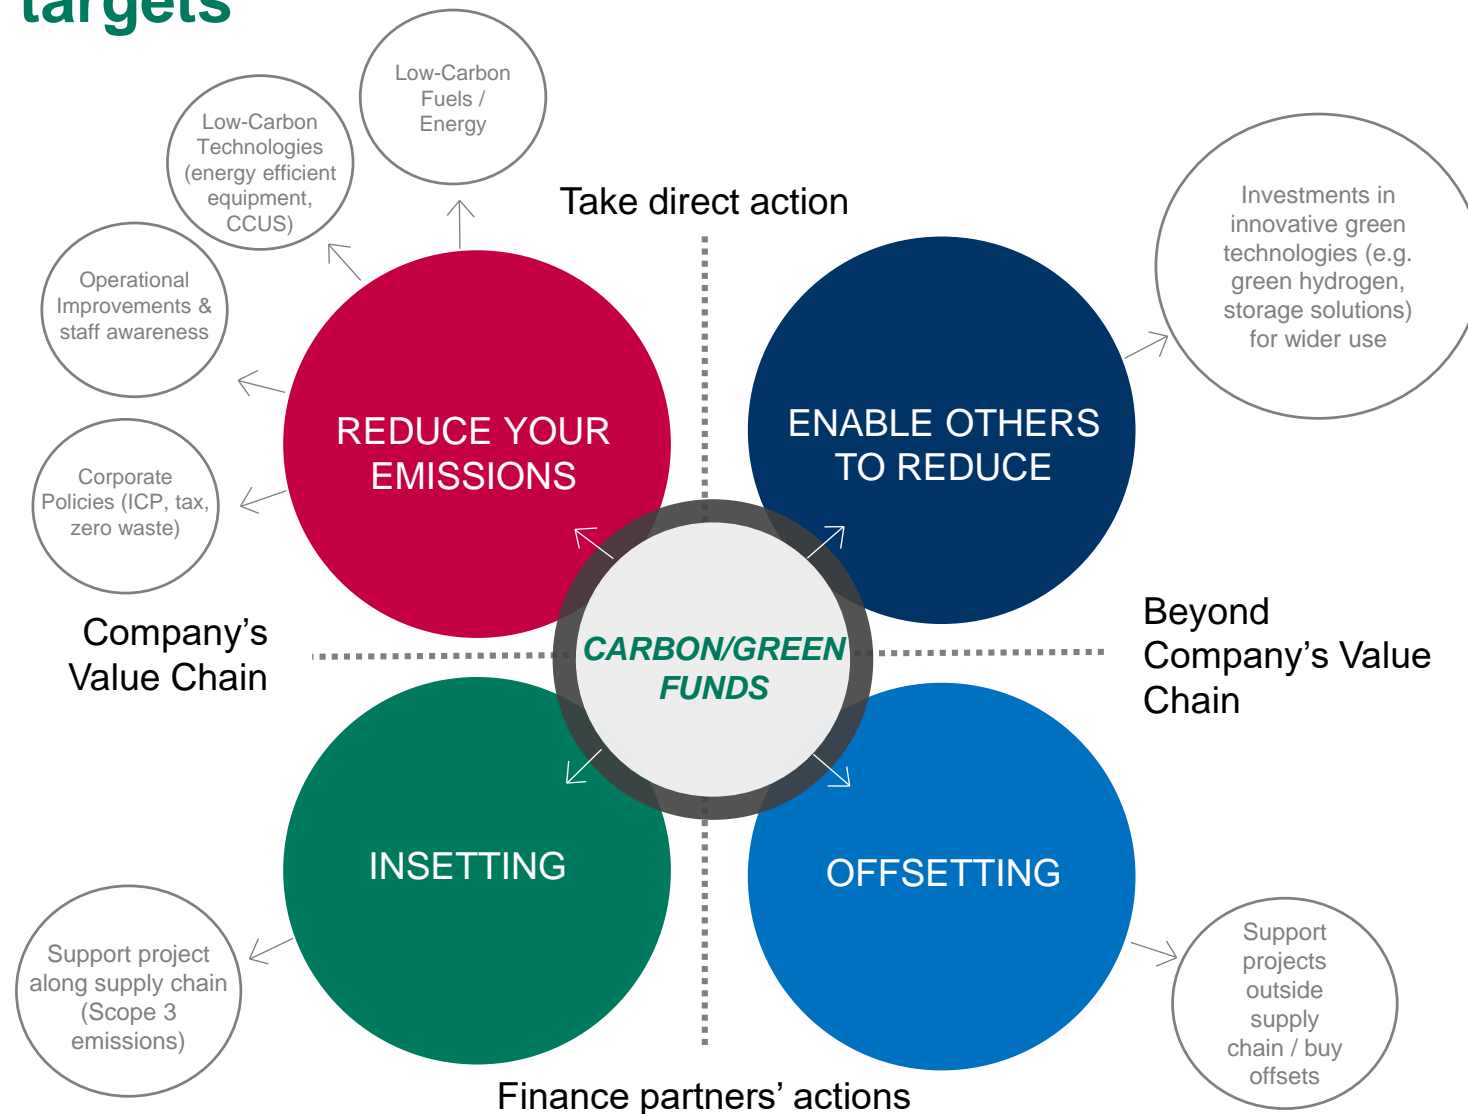 targets
Low-Carbon
Fuels /
Energy
Low-Carbon
Technologies
(energy efficient
equipment,
CCUS)
Operational
Improvements &
staff awareness
Corporate
Policies (ICP, tax,
zero waste)
Take direct action
Investments in
innovative green
technologies (e.g.
green hydrogen,
storage solutions)
for wider use
REDUCE YOUR
EMISSIONS
ENABLE OTHERS
TO REDUCE
Company’s
Value Chain
CARBON/GREEN
FUNDS
Beyond
Company’s Value
Chain
INSETTING
OFFSETTING
Support project
along supply chain
(Scope 3
emissions)
Support
projects
outside
supply
chain / buy
offsets
Finance partners’ actions